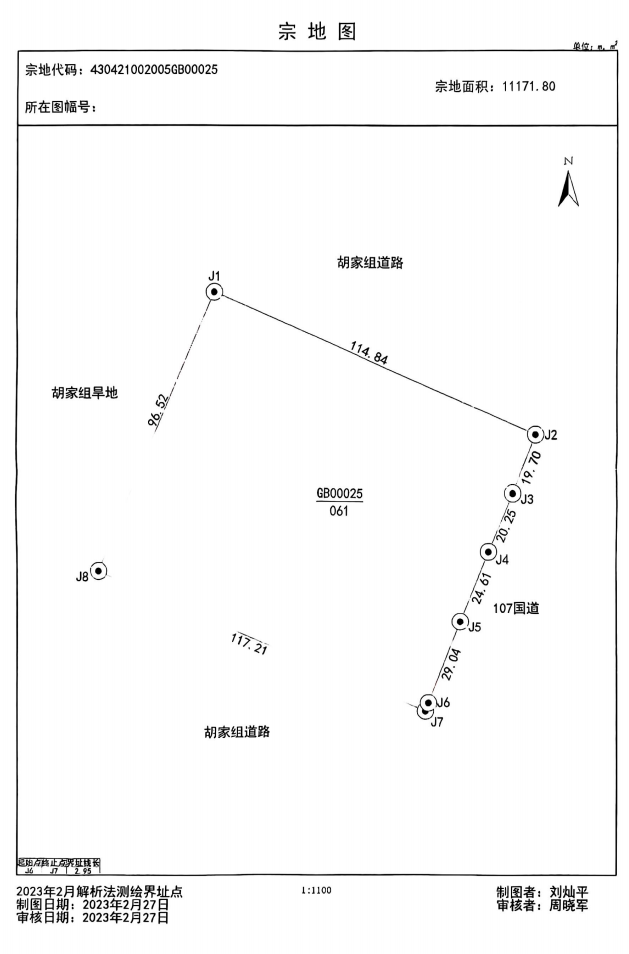 宗地图
单位: m、m²
宗地代码: 430421002005GB00025
宗地面积: 11171.80
所在图幅号:
N
胡家组道路
J1
114.84
胡家组旱地
96.52
J2
19.70
GB00025
061
J3
20.25
J4
J8
24.61
107国道
J5
117.21
29.04
J6
J7
胡家组道路
起始点 终止点 界址线长
J6 J7 2.95
2023年2月解析法测绘界址点
1:1100
制图者: 刘灿平
制图日期: 2023年2月27日
审核者: 周晓军
审核日期: 2023年2月27日